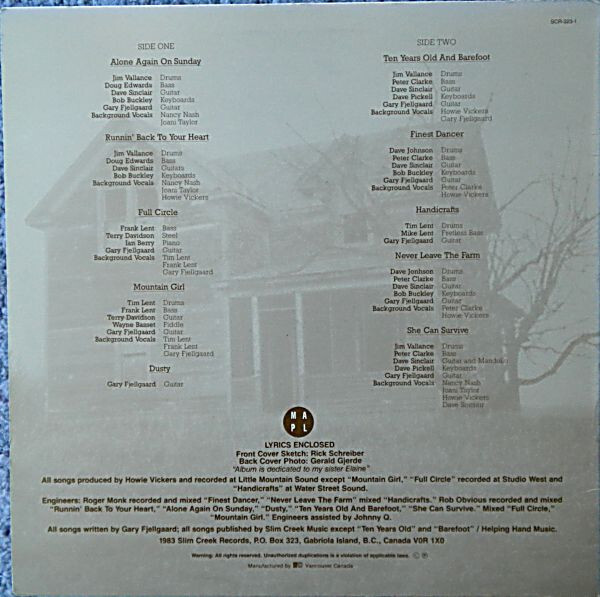 SCR-323-1
SIDE ONE
Alone Again On Sunday
Jim Vallance Drums
Doug Edwards Bass
Dave Sinclair Guitar
Bob Buckley Keyboards
Gary Fjellgaard Guitar
Background Vocals Nancy Nash
Joani Taylor
Runnin' Back To Your Heart
Jim Vallance Drums
Doug Edwards Bass
Dave Sinclair Guitars
Bob Buckley Keyboards
Background Vocals Nancy Nash
Joani Taylor
Howie Vickers
Full Circle
Frank Lent Bass
Terry Davidson Steel
Ian Berry Piano
Gary Fjellgaard Guitar
Background Vocals Tim Lent
Frank Lent
Gary Fjellgaard
Mountain Girl
Tim Lent Drums
Frank Lent Bass
Terry Davidson Guitar
Wayne Basset Fiddle
Gary Fjellgaard Guitar
Background Vocals Tim Lent
Frank Lent
Gary Fjellgaard
Dusty
Gary Fjellgaard Guitar
SIDE TWO
Ten Years Old And Barefoot
Jim Vallance Drums
Peter Clarke Bass
Dave Sinclair Guitar
Dave Pickell Keyboards
Gary Fjellgaard Guitar
Background Vocals Howie Vickers
Gary Fjellgaard
Finest Dancer
Dave Johnson Drums
Peter Clarke Bass
Dave Sinclair Guitar
Bob Buckley Keyboards
Gary Fjellgaard Guitar
Background Vocals Peter Clarke
Howie Vickers
Handicrafts
Tim Lent Drums
Mike Lent Fretless Bass
Gary Fjellgaard Guitar
Never Leave The Farm
Dave Jonhson Drums
Peter Clarke Bass
Dave Sinclair Guitar
Bob Buckley Keyboards
Gary Fjellgaard Guitar
Background Vocals Peter Clarke
Howie Vickers
She Can Survive
Jim Vallance Drums
Peter Clarke Bass
Dave Sinclair Guitar and Mandolin
Dave Pickell Keyboards
Gary Fjellgaard Guitar
Background Vocals Nancy Nash
Joani Taylor
Howie Vickers
Dave Sinclair
M A
P L
LYRICS ENCLOSED
Front Cover Sketch: Rick Schreiber
Back Cover Photo: Gerald Gjerde
"Album is dedicated to my sister Elaine"
All songs produced by Howie Vickers and recorded at Little Mountain Sound except "Mountain Girl," "Full Circle" recorded at Studio West and
"Handicrafts" at Water Street Sound.
Engineers: Roger Monk recorded and mixed "Finest Dancer," "Never Leave The Farm" mixed "Handicrafts." Rob Obvious recorded and mixed
"Runnin' Back To Your Heart," "Alone Again On Sunday," "Dusty," "Ten Years Old And Barefoot," "She Can Survive." Mixed "Full Circle,"
"Mountain Girl." Engineers assisted by Johnny Q.
All songs written by Gary Fjellgaard; all songs published by Slim Creek Music except "Ten Years Old" and "Barefoot" / Helping Hand Music.
1983 Slim Creek Records, P.O. Box 323, Gabriola Island, B.C., Canada V0R 1X0
Warning: All rights reserved. Unauthorized duplications is a violation of applicable laws. Ⓒ Ⓟ
Manufactured by Vancouver Canada